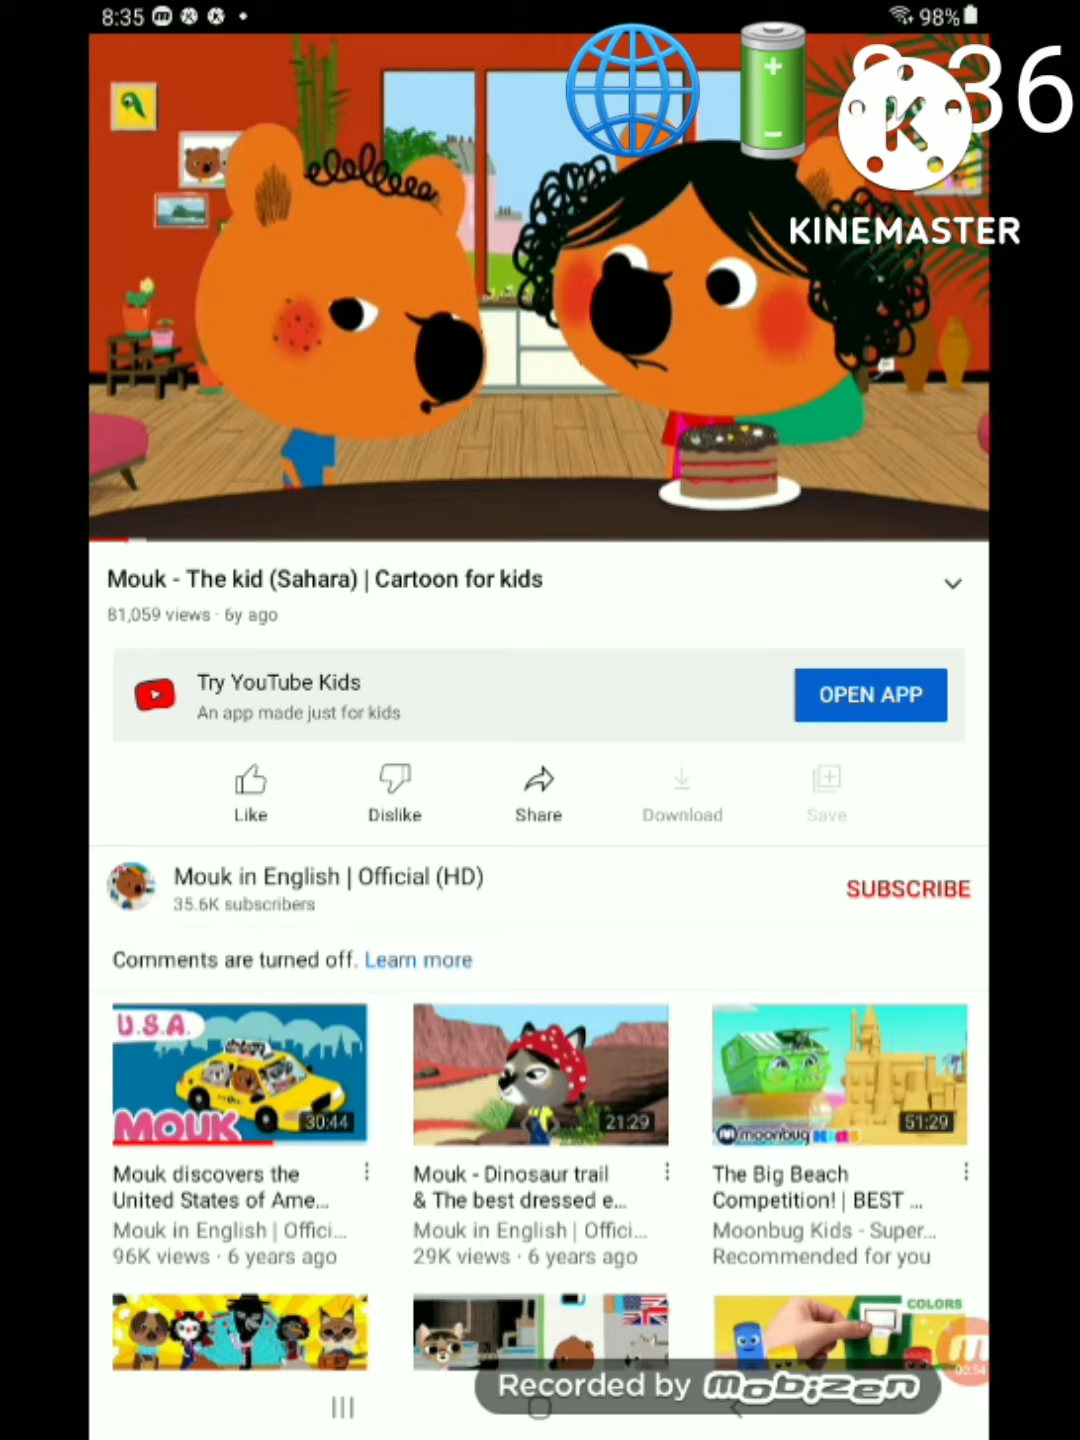 8:35
98%
36
K
KINEMASTER
Mouk - The kid (Sahara) | Cartoon for kids
81,059 views · 6y ago
Try YouTube Kids
An app made just for kids
OPEN APP
Like
Dislike
Share
Download
Save
Mouk in English | Official (HD)
35.6K subscribers
SUBSCRIBE
Comments are turned off. Learn more
U.S.A.
MOUK
30:44
21:29
moonbug KIDS
51:29
Mouk discovers the
United States of Ame...
Mouk in English | Offici...
96K views · 6 years ago
Mouk - Dinosaur trail
& The best dressed e...
Mouk in English | Offici...
29K views · 6 years ago
The Big Beach
Competition! | BEST ...
Moonbug Kids - Super...
Recommended for you
COLORS
00:54
Recorded by mobizen